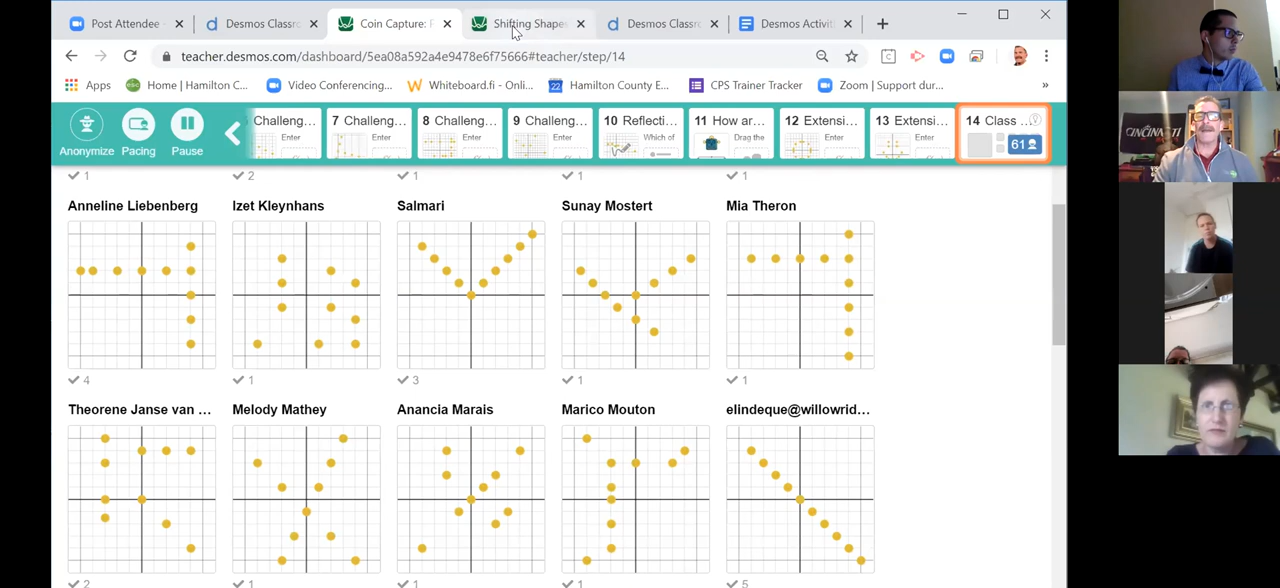 Post Attendee -
Desmos Classro
Coin Capture: F
Shifting Shape
Desmos Classro
Desmos Activit
teacher.desmos.com/dashboard/5ea08a592a4e9478e6f75666#teacher/step/14
Apps
Home | Hamilton C...
Video Conferencing...
Whiteboard.fi - Onli...
Hamilton County E...
CPS Trainer Tracker
Zoom | Support dur...
»
Anonymize
Pacing
Pause
Challeng...
Enter
7 Challeng...
Enter
8 Challeng...
Enter
9 Challeng...
Enter
10 Reflecti...
Which of
11 How ar...
Drag the
12 Extensi...
Enter
13 Extensi...
Enter
14 Class ...
61
1
2
1
1
1
Anneline Liebenberg
Izet Kleynhans
Salmari
Sunay Mostert
Mia Theron
4
1
3
1
1
Theorene Janse van ...
Melody Mathey
Anancia Marais
Marico Mouton
elindeque@willowrid...
2
1
1
1
5
CINCINNATI